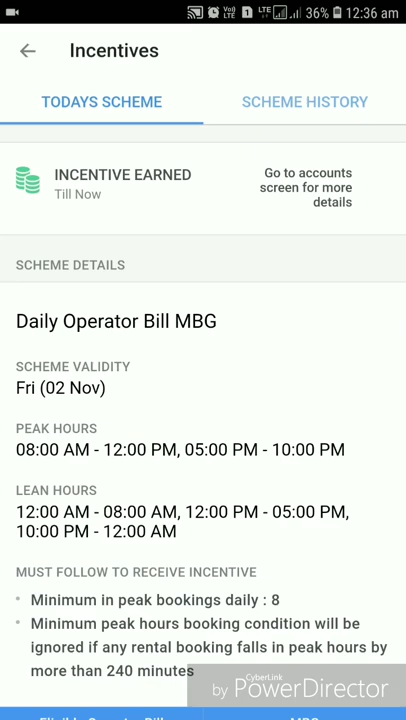 Vo)) LTE 1 LTE 36% 12:36 am
Incentives
TODAYS SCHEME SCHEME HISTORY
INCENTIVE EARNED
Till Now
Go to accounts
screen for more
details
SCHEME DETAILS
Daily Operator Bill MBG
SCHEME VALIDITY
Fri (02 Nov)
PEAK HOURS
08:00 AM - 12:00 PM, 05:00 PM - 10:00 PM
LEAN HOURS
12:00 AM - 08:00 AM, 12:00 PM - 05:00 PM,
10:00 PM - 12:00 AM
MUST FOLLOW TO RECEIVE INCENTIVE
Minimum in peak bookings daily : 8
Minimum peak hours booking condition will be
ignored if any rental booking falls in peak hours by
more than 240 minutes
by CyberLink PowerDirector